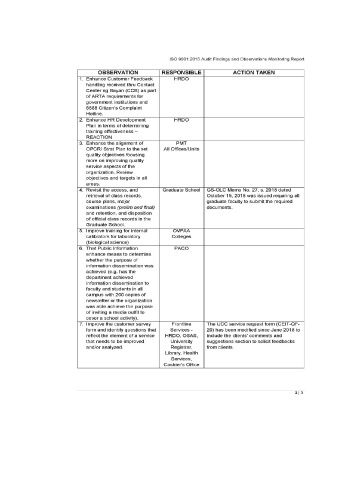 ISO 9001:2015 Audit Findings and Observations Monitoring Report
OBSERVATION RESPONSIBLE ACTION TAKEN
1. Enhance Customer Feedback HRDO
handling received thru Contact
Center ng Bayan (CCB) as part
of ARTA requirements for
government institutions and
8888 Citizen's Complaint
Hotline.
2. Enhance HR Development HRDO
Plan in terms of determining
training effectiveness –
REACTION
3. Enhance the alignment of PMT
OPCR/ Strat Plan to the set All Offices/Units
quality objectives focusing
more on improving quality
service aspects of the
organization. Review
objectives and targets in all
areas.
4. Revisit the access, and Graduate School GS-OLC Memo No. 27, s. 2018 dated
retrieval of class records, October 15, 2018 was issued requiring all
course plans, major graduate faculty to submit the required
examinations (prelim and final) documents.
and retention, and disposition
of official class records in the
Graduate School.
5. Improve training for internal OVPAA
calibrators for laboratory Colleges
(biological science)
6. That Public Information PACO
enhance means to determine
whether the purpose of
information dissemination was
achieved (e.g. has the
department achieved
information dissemination to
faculty and students in all
campus with 200 copies of
newsletter or the organization
was able achieve the purpose
of inviting a media outfit to
cover a school activity).
7. Improve the customer survey Frontline The UGC service request form
form and identify questions that Services - has been modified since June 2018 to
reflect the element of a service HRDO, OSAS, include the clients' comments and
that needs to be improved University suggestions section to solicit feedbacks
and/or analyzed. Registrar, from clients.
Library, Health
Services,
Cashier's Office